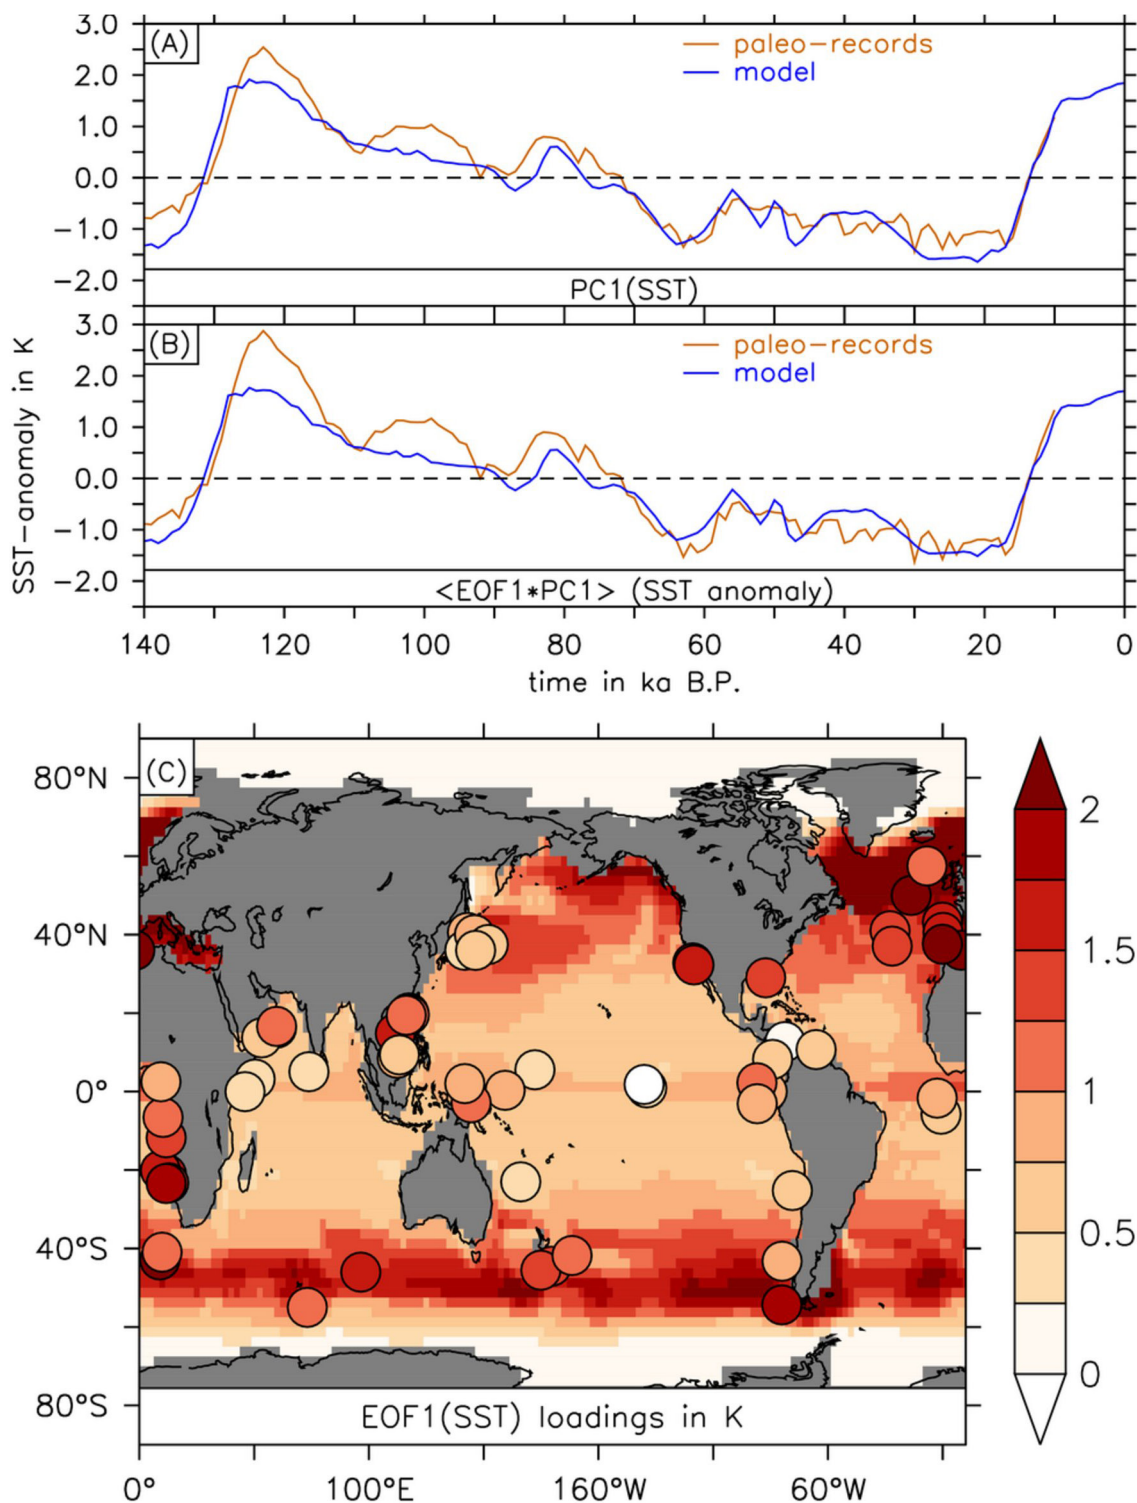 3.0
(A)
paleo-records
2.0
model
1.0
0.0
-1.0
-2.0
PC1(SST)
3.0
(B)
paleo-records
2.0
model
1.0
0.0
-1.0
-2.0
<EOF1*PC1> (SST anomaly)
SST-anomaly in K
140 120 100 80 60 40 20 0
time in ka B.P.
(C)
80°N
40°N
0°
40°S
80°S
EOF1(SST) loadings in K
0° 100°E 160°W 60°W
2
1.5
1
0.5
0